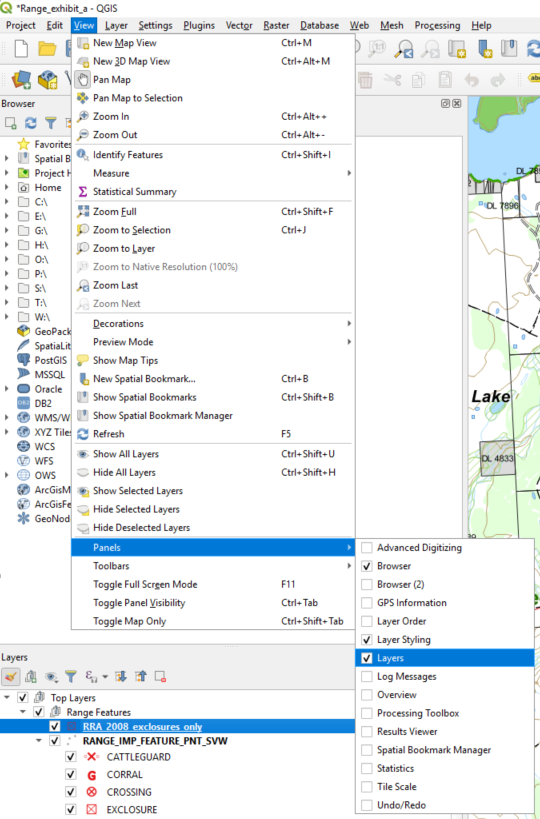 *Range_exhibit_a - QGIS
Project Edit View Layer Settings Plugins Vector Raster Database Web Mesh Processing
New Map View Ctrl+M
New 3D Map View Ctrl+Alt+M
Pan Map
Pan Map to Selection
Zoom In Ctrl+Alt++
Zoom Out Ctrl+Alt+-
Identify Features Ctrl+Shift+I
Measure
Statistical Summary
Zoom Full Ctrl+Shift+F
Zoom to Selection Ctrl+J
Zoom to Layer
Zoom to Native Resolution (100%)
Zoom Last
Zoom Next
Decorations
Preview Mode
Show Map Tips
New Spatial Bookmark... Ctrl+B
Show Spatial Bookmarks Ctrl+Shift+B
Show Spatial Bookmark Manager
Refresh F5
Show All Layers Ctrl+Shift+U
Hide All Layers Ctrl+Shift+H
Show Selected Layers
Hide Selected Layers
Hide Deselected Layers
Panels
Toolbars
Toggle Full Screen Mode F11
Toggle Panel Visibility Ctrl+Tab
Toggle Map Only Ctrl+Shift+Tab
Advanced Digitizing
Browser
Browser (2)
GPS Information
Layer Order
Layer Styling
Layers
Log Messages
Overview
Processing Toolbox
Results Viewer
Spatial Bookmark Manager
Statistics
Tile Scale
Undo/Redo
Browser
Favorites
Spatial B
Project H
Home
C:\
E:\
G:\
H:\
O:\
P:\
S:\
T:\
W:\
GeoPack
SpatiaLit
PostGIS
MSSQL
Oracle
DB2
WMS/W
XYZ Tiles
WCS
WFS
OWS
ArcGisM
ArcGisFe
GeoNod
DL 7896
Lake
DL 4833
Layers
Top Layers
Range Features
RRA_2008_exclosures_only
RANGE_IMP_FEATURE_PNT_SVW
CATTLEGUARD
CORRAL
CROSSING
EXCLOSURE